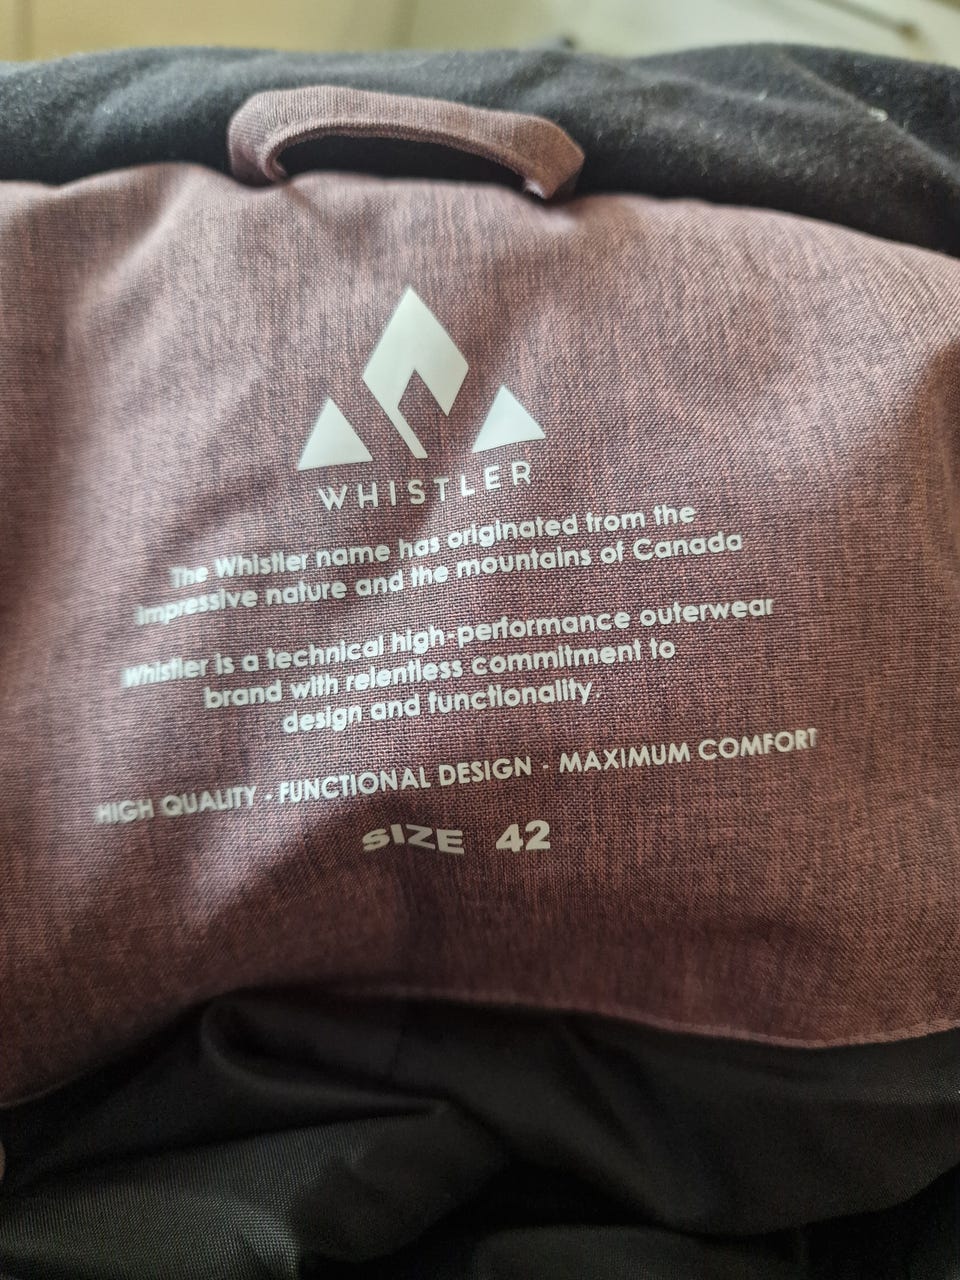 WHISTLER
The Whistler name has originated from the
impressive nature and the mountains of Canada
Whistler is a technical high-performance outerwear
brand with relentless commitment to
design and functionality
HIGH QUALITY · FUNCTIONAL DESIGN · MAXIMUM COMFORT
SIZE 42